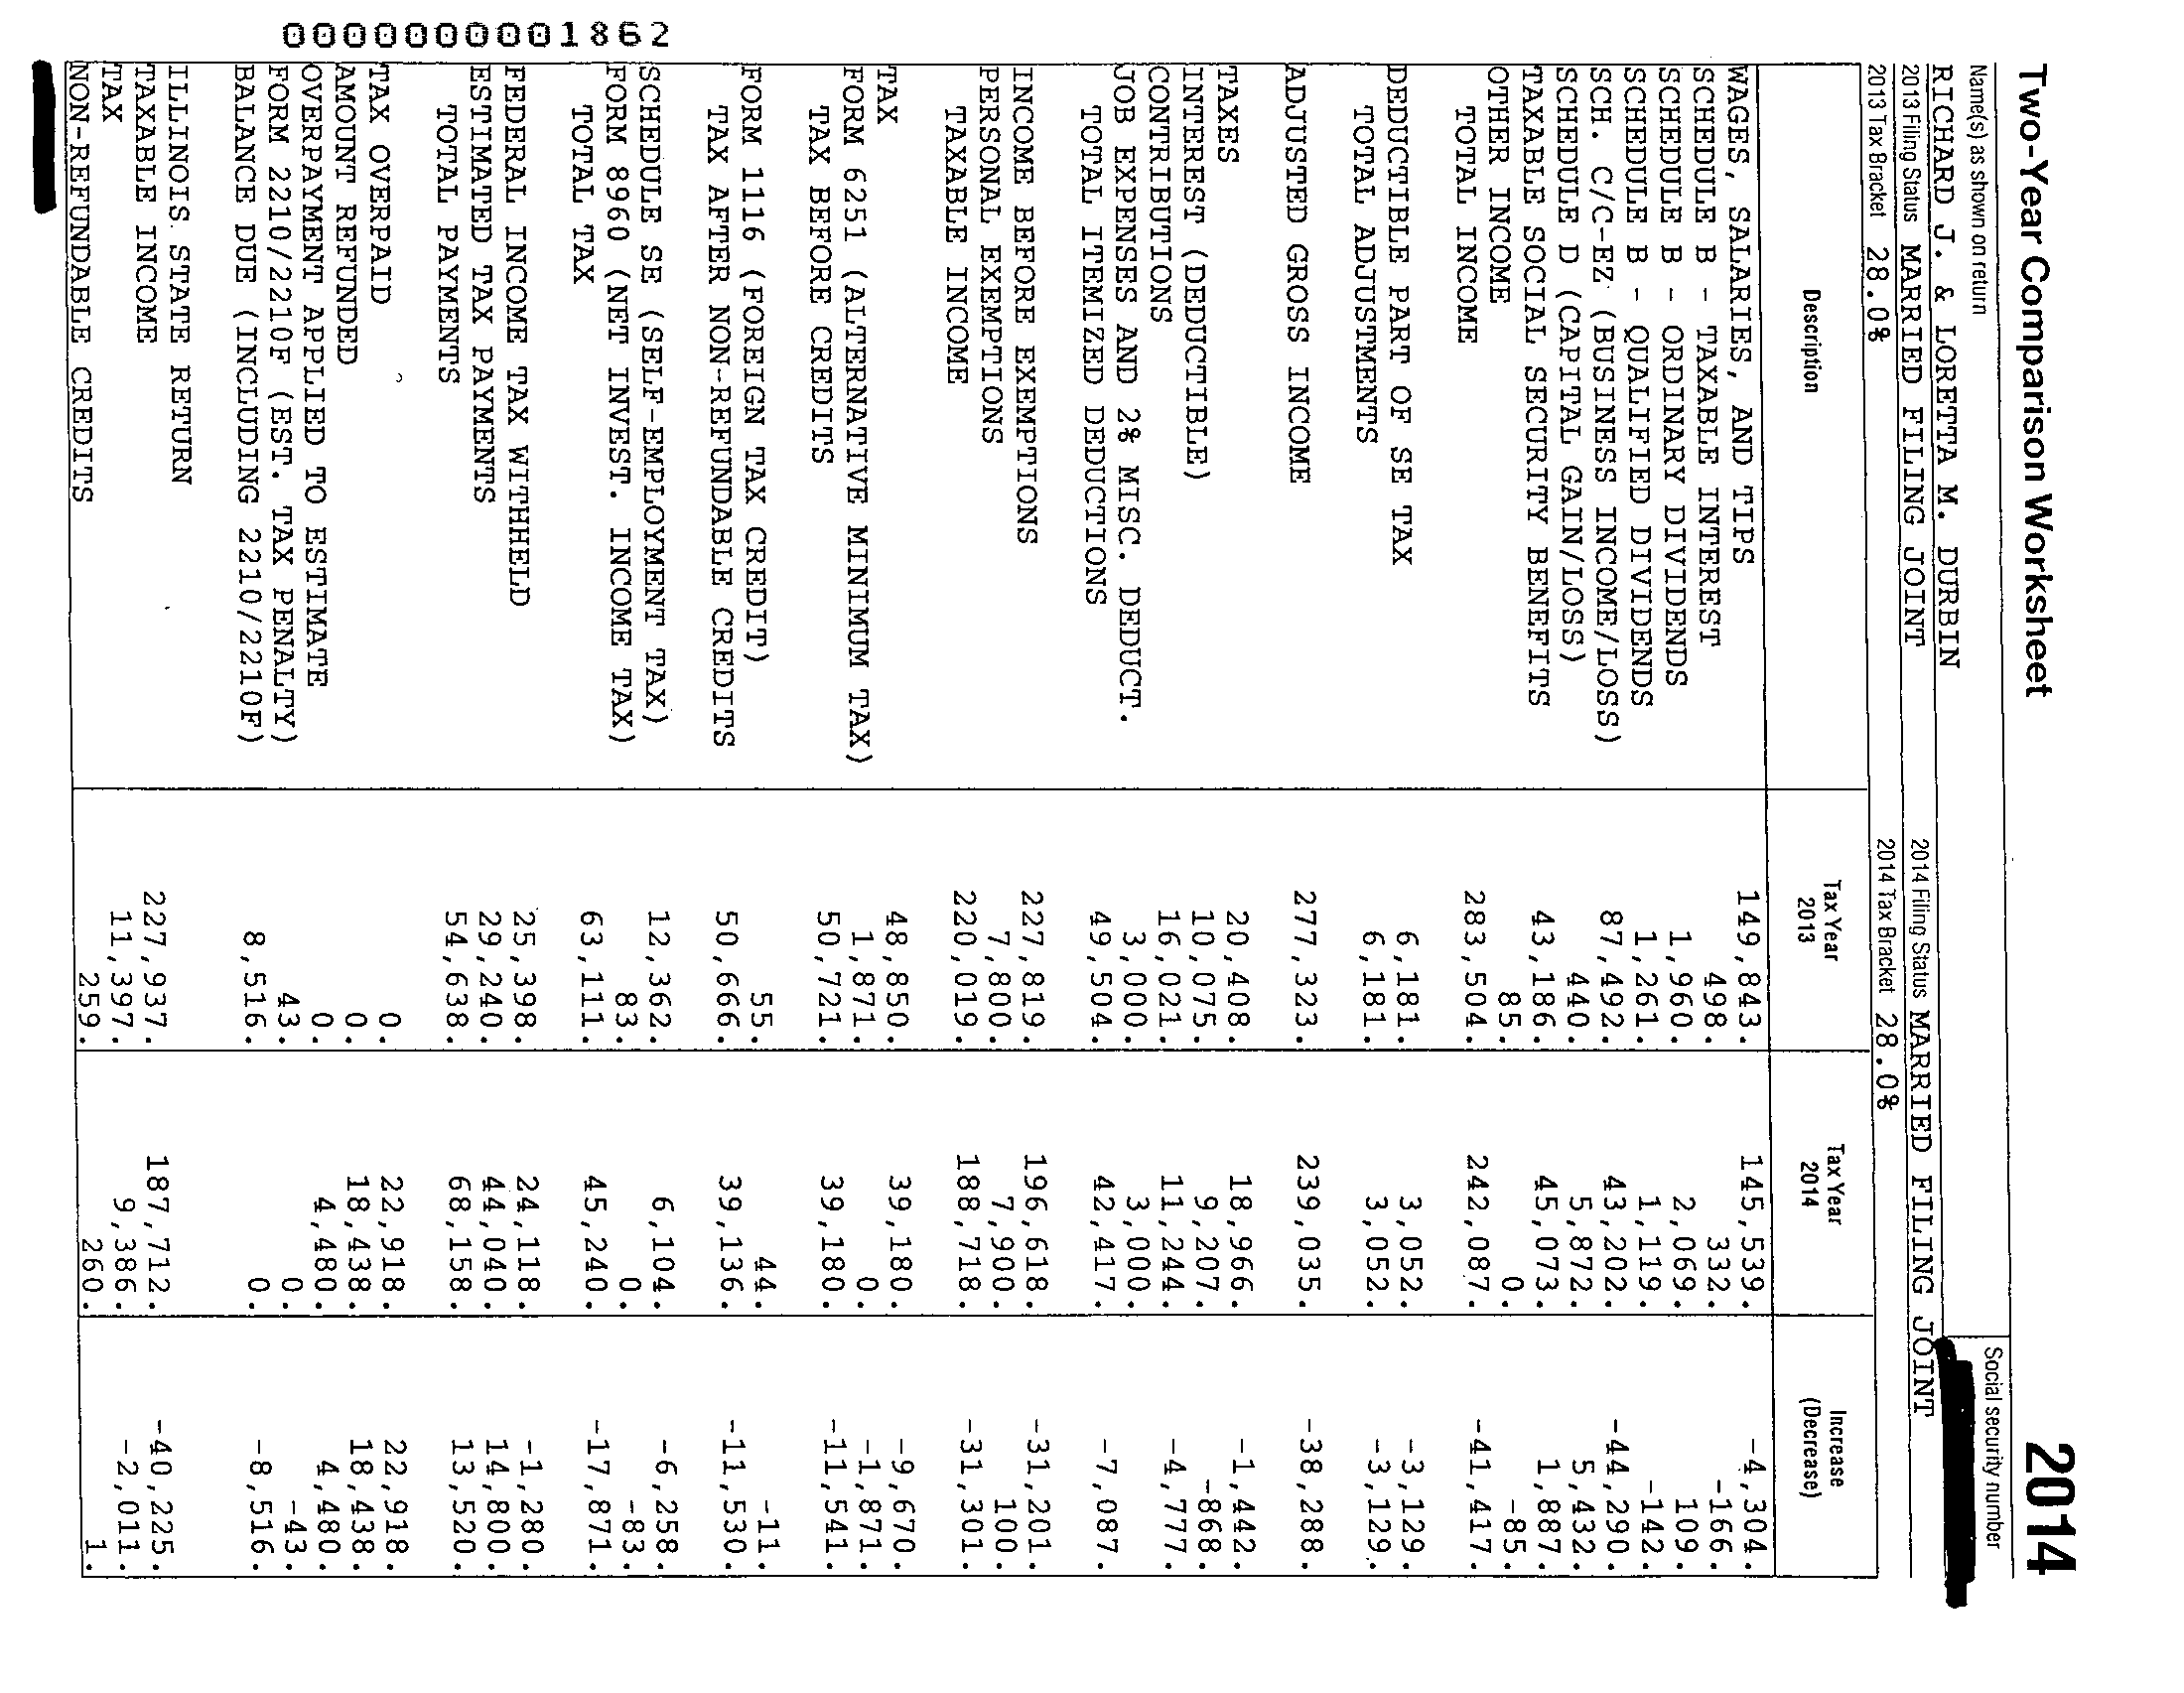 Two-Year Comparison Worksheet 2014
Name(s) as shown on return Social security number
RICHARD J. & LORETTA M. DURBIN
2013 Filing Status MARRIED FILING JOINT 2014 Filing Status MARRIED FILING JOINT
2013 Tax Bracket 28.0% 2014 Tax Bracket 28.0%
Description Tax Year 2013 Tax Year 2014 Increase (Decrease)
WAGES, SALARIES, AND TIPS 149,843. 145,539. -4,304.
SCHEDULE B - TAXABLE INTEREST 498. 332. -166.
SCHEDULE B - ORDINARY DIVIDENDS 1,960. 2,069. 109.
SCHEDULE B - QUALIFIED DIVIDENDS 1,261. 1,119. -142.
SCH. C/C-EZ (BUSINESS INCOME/LOSS) 87,492. 43,202. -44,290.
SCHEDULE D (CAPITAL GAIN/LOSS) 440. 5,872. 5,432.
TAXABLE SOCIAL SECURITY BENEFITS 43,186. 45,073. 1,887.
OTHER INCOME 85. 0. -85.
TOTAL INCOME 283,504. 242,087. -41,417.
DEDUCTIBLE PART OF SE TAX 6,181. 3,052. -3,129.
TOTAL ADJUSTMENTS 6,181. 3,052. -3,129.
ADJUSTED GROSS INCOME 277,323. 239,035. -38,288.
TAXES 20,408. 18,966. -1,442.
INTEREST (DEDUCTIBLE) 10,075. 9,207. -868.
CONTRIBUTIONS 16,021. 11,244. -4,777.
JOB EXPENSES AND 2% MISC. DEDUCT. 3,000. 3,000.
TOTAL ITEMIZED DEDUCTIONS 49,504. 42,417. -7,087.
INCOME BEFORE EXEMPTIONS 227,819. 196,618. -31,201.
PERSONAL EXEMPTIONS 7,800. 7,900. 100.
TAXABLE INCOME 220,019. 188,718. -31,301.
TAX 48,850. 39,180. -9,670.
FORM 6251 (ALTERNATIVE MINIMUM TAX) 1,871. 0. -1,871.
TAX BEFORE CREDITS 50,721. 39,180. -11,541.
FORM 1116 (FOREIGN TAX CREDIT) 55. 44. -11.
TAX AFTER NON-REFUNDABLE CREDITS 50,666. 39,136. -11,530.
SCHEDULE SE (SELF-EMPLOYMENT TAX) 12,362. 6,104. -6,258.
FORM 8960 (NET INVEST. INCOME TAX) 83. 0. -83.
TOTAL TAX 63,111. 45,240. -17,871.
FEDERAL INCOME TAX WITHHELD 25,398. 24,118. -1,280.
ESTIMATED TAX PAYMENTS 29,240. 44,040. 14,800.
TOTAL PAYMENTS 54,638. 68,158. 13,520.
TAX OVERPAID 0. 22,918. 22,918.
AMOUNT REFUNDED 0. 18,438. 18,438.
OVERPAYMENT APPLIED TO ESTIMATE 0. 4,480. 4,480.
FORM 2210/2210F (EST. TAX PENALTY) 43. 0. -43.
BALANCE DUE (INCLUDING 2210/2210F) 8,516. 0. -8,516.
ILLINOIS STATE RETURN
TAXABLE INCOME 227,937. 187,712. -40,225.
TAX 11,397. 9,386. -2,011.
NON-REFUNDABLE CREDITS 259. 260. 1.
000000001862